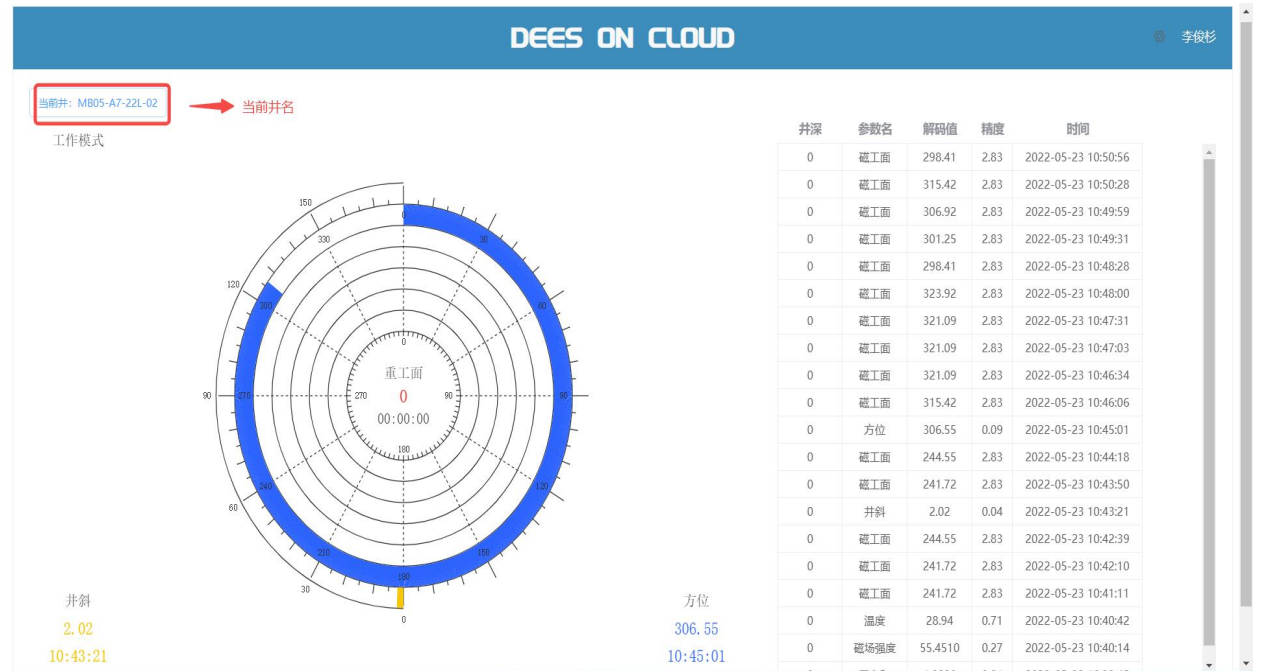 DEES ON CLOUD
李俊杉
当前井：MB05-A7-22L-02
当前井名
工作模式
井深 参数名 解码值 精度 时间
0 磁工面 298.41 2.83 2022-05-23 10:50:56
0 磁工面 315.42 2.83 2022-05-23 10:50:28
0 磁工面 306.92 2.83 2022-05-23 10:49:59
0 磁工面 301.25 2.83 2022-05-23 10:49:31
0 磁工面 298.41 2.83 2022-05-23 10:48:28
0 磁工面 323.92 2.83 2022-05-23 10:48:00
0 磁工面 321.09 2.83 2022-05-23 10:47:31
0 磁工面 321.09 2.83 2022-05-23 10:47:03
0 磁工面 321.09 2.83 2022-05-23 10:46:34
0 磁工面 315.42 2.83 2022-05-23 10:46:06
0 方位 306.55 0.09 2022-05-23 10:45:01
0 磁工面 244.55 2.83 2022-05-23 10:44:18
0 磁工面 241.72 2.83 2022-05-23 10:43:50
0 井斜 2.02 0.04 2022-05-23 10:43:21
0 磁工面 244.55 2.83 2022-05-23 10:42:39
0 磁工面 241.72 2.83 2022-05-23 10:42:10
0 磁工面 241.72 2.83 2022-05-23 10:41:11
0 温度 28.94 0.71 2022-05-23 10:40:42
0 磁场强度 55.4510 0.27 2022-05-23 10:40:14
150
0
330
30
120
300
60
0
重工面
90
270
270
0
90
90
00:00:00
180
240
120
60
210
150
180
30
0
井斜
2.02
10:43:21
方位
306.55
10:45:01